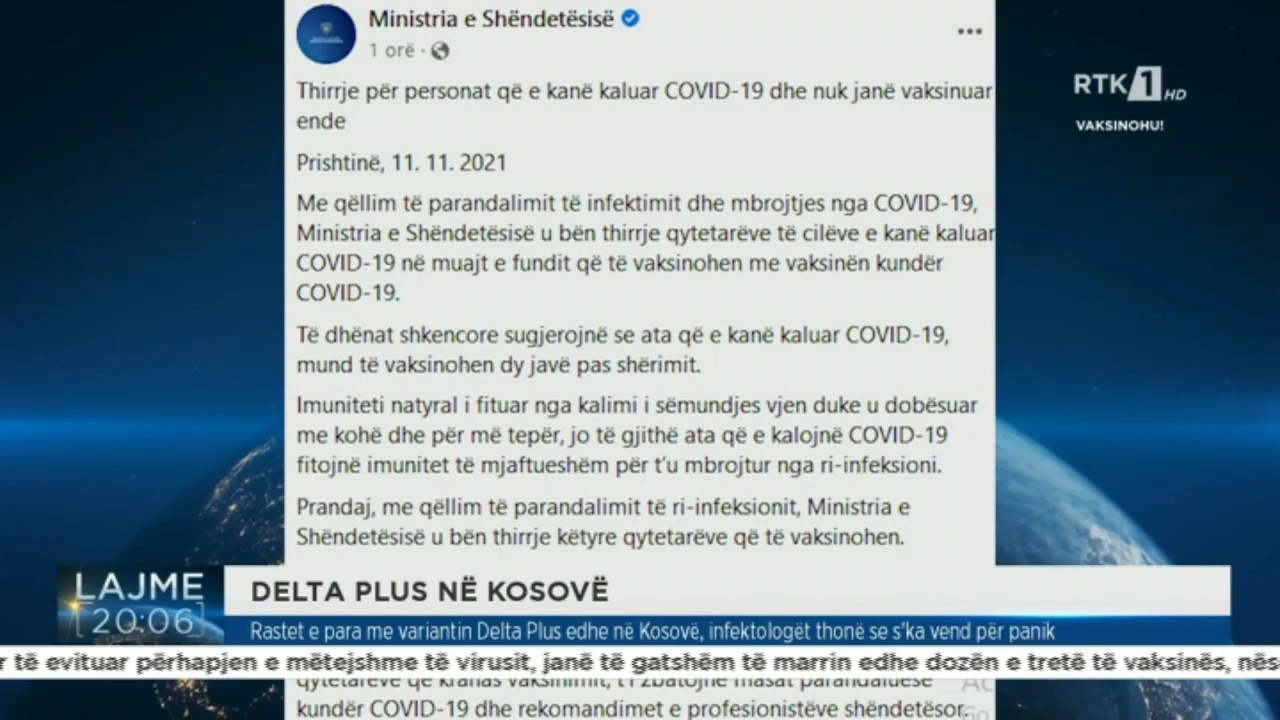 Ministria e Shëndetësisë
1 orë ·
Thirrje për personat që e kanë kaluar COVID-19 dhe nuk janë vaksinuar
ende
Prishtinë, 11. 11. 2021
Me qëllim të parandalimit të infektimit dhe mbrojtjes nga COVID-19,
Ministria e Shëndetësisë u bën thirrje qytetarëve të cilëve e kanë kaluar
COVID-19 në muajt e fundit që të vaksinohen me vaksinën kundër
COVID-19.
Të dhënat shkencore sugjerojnë se ata që e kanë kaluar COVID-19,
mund të vaksinohen dy javë pas shërimit.
Imuniteti natyral i fituar nga kalimi i sëmundjes vjen duke u dobësuar
me kohë dhe për më tepër, jo të gjithë ata që e kalojnë COVID-19
fitojnë imunitet të mjaftueshëm për t'u mbrojtur nga ri-infeksioni.
Prandaj, me qëllim të parandalimit të ri-infeksionit, Ministria e
Shëndetësisë u bën thirrje këtyre qytetarëve që të vaksinohen.
RTK 1 HD
VAKSINOHU!
LAJME
20:06
DELTA PLUS NË KOSOVË
Rastet e para me variantin Delta Plus edhe në Kosovë, infektologët thonë se s'ka vend për panik
r të evituar përhapjen e mëtejshme të virusit, janë të gatshëm të marrin edhe dozën e tretë të vaksinës, nës
qytetarëve që krahas vaksinimit, t'i zbatojnë masat parandaluese
kundër COVID-19 dhe rekomandimet e profesionistëve shëndetësor.